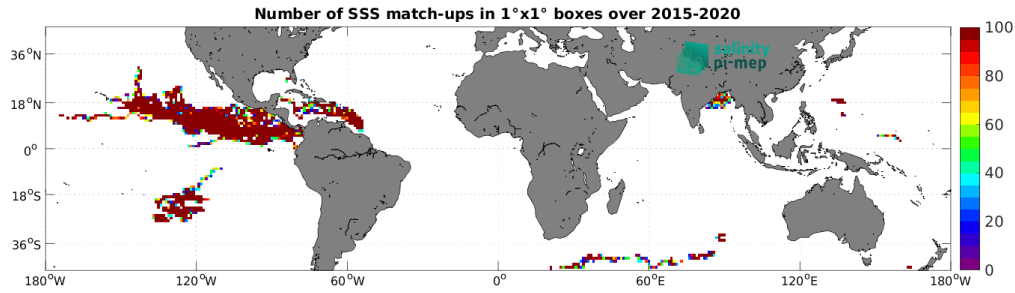 Number of SSS match-ups in 1°x1° boxes over 2015-2020
salinity
pi-mep
36°N
18°N
0°
18°S
36°S
180°W
120°W
60°W
0°
60°E
120°E
180°W
100
80
60
40
20
0